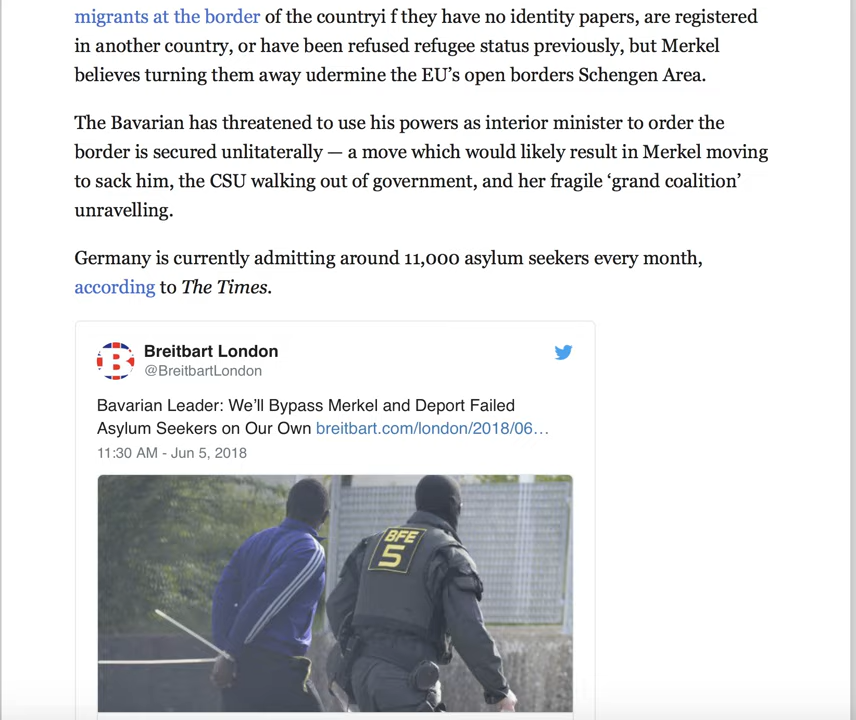 migrants at the border of the countryi f they have no identity papers, are registered
in another country, or have been refused refugee status previously, but Merkel
believes turning them away udermine the EU’s open borders Schengen Area.
The Bavarian has threatened to use his powers as interior minister to order the
border is secured unlitaterally — a move which would likely result in Merkel moving
to sack him, the CSU walking out of government, and her fragile ‘grand coalition’
unravelling.
Germany is currently admitting around 11,000 asylum seekers every month,
according to The Times.
B
Breitbart London
@BreitbartLondon
Bavarian Leader: We’ll Bypass Merkel and Deport Failed
Asylum Seekers on Our Own breitbart.com/london/2018/06…
11:30 AM - Jun 5, 2018
BFE
5